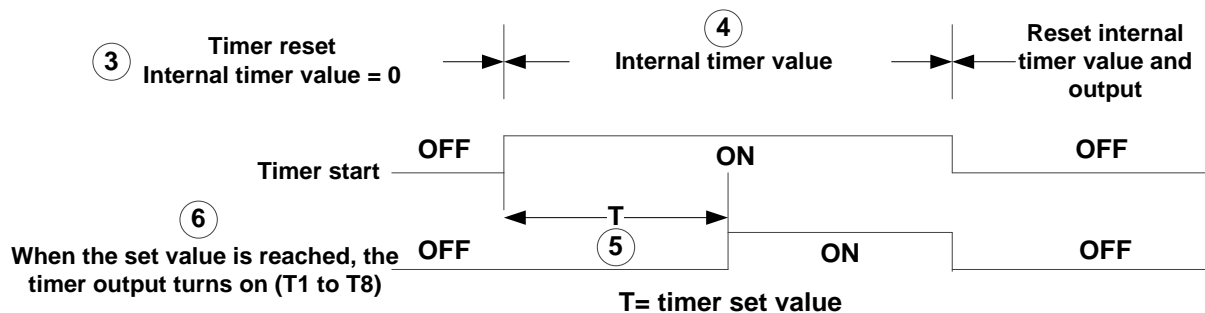 3
Timer reset
Internal timer value = 0
4
Internal timer value
Reset internal
timer value and
output
Timer start
OFF
ON
OFF
6
When the set value is reached, the
timer output turns on (T1 to T8)
OFF
T
5
ON
OFF
T= timer set value